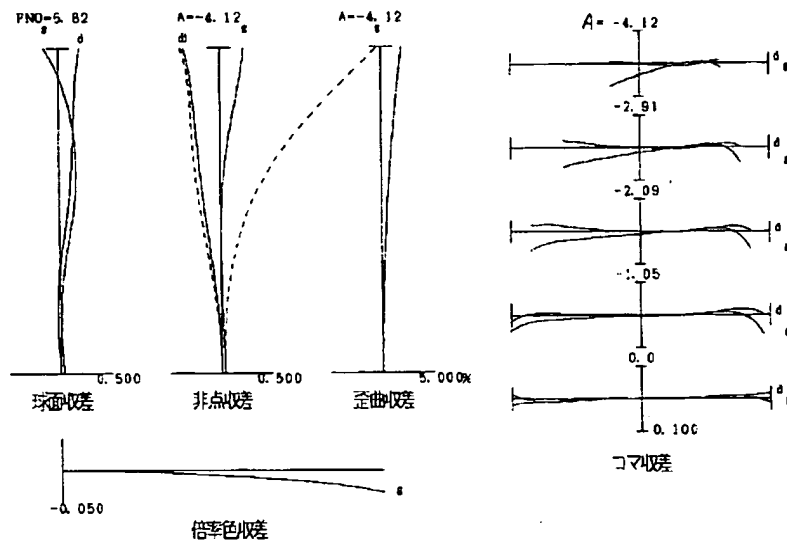 FNO=5.82
A=-4.12
A=-4.12
g d
d g
g
0.500
0.500
5.000%
球面収差
非点収差
歪曲収差
-0.050
g
倍率色収差
A=-4.12
d g
-2.91
d g
-2.09
d g
-1.05
d
0.0
d
0.100
コマ収差